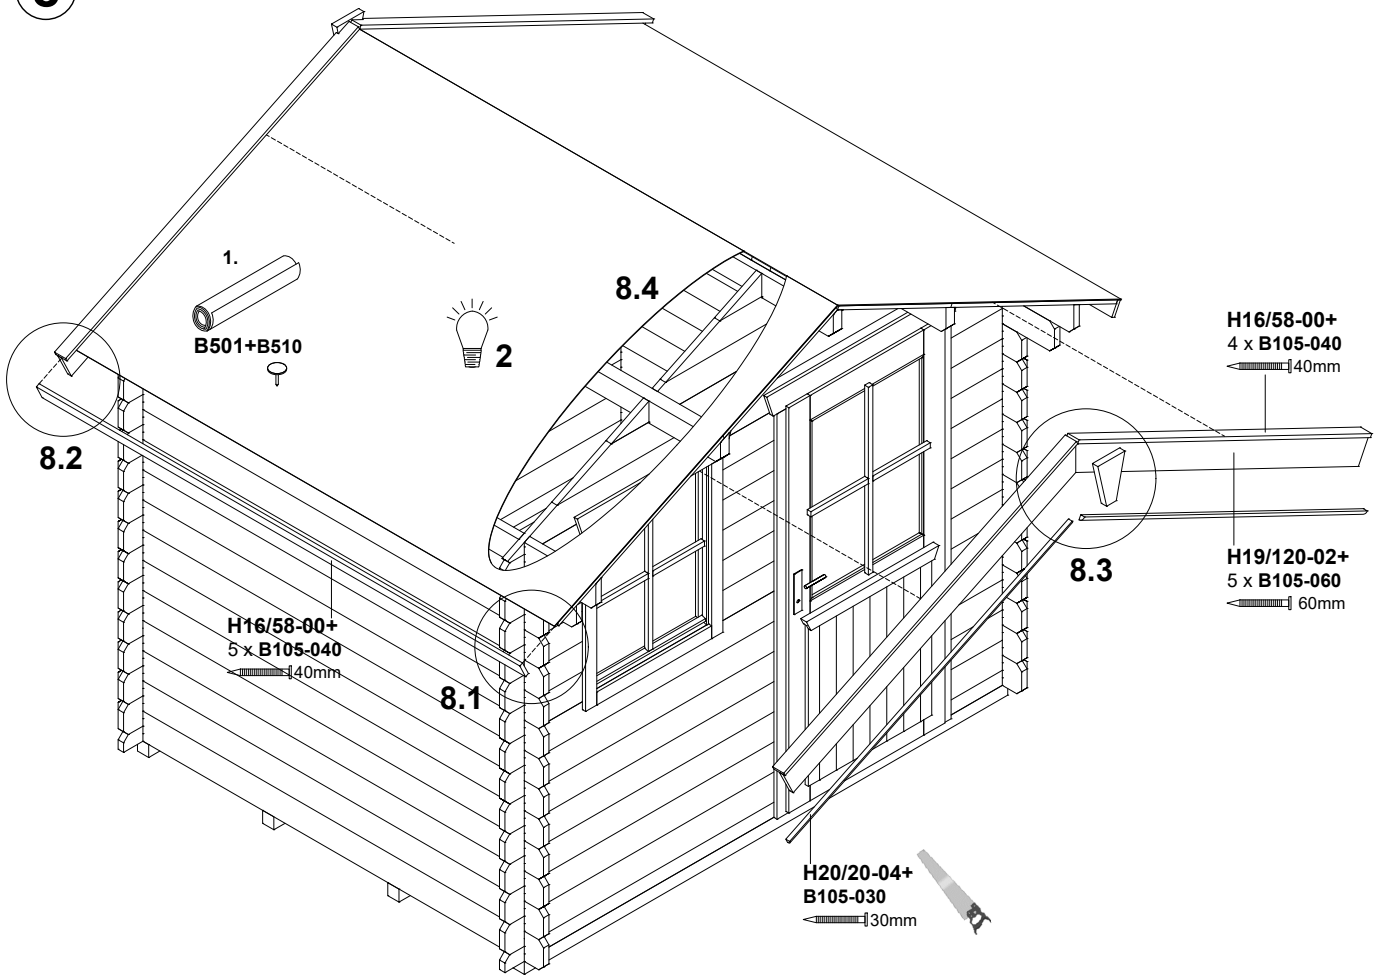 1.
B501+B510
2
8.4
8.2
H16/58-00+
4 x B105-040
40mm
8.3
H19/120-02+
5 x B105-060
60mm
H16/58-00+
5 x B105-040
40mm
8.1
H20/20-04+
B105-030
30mm